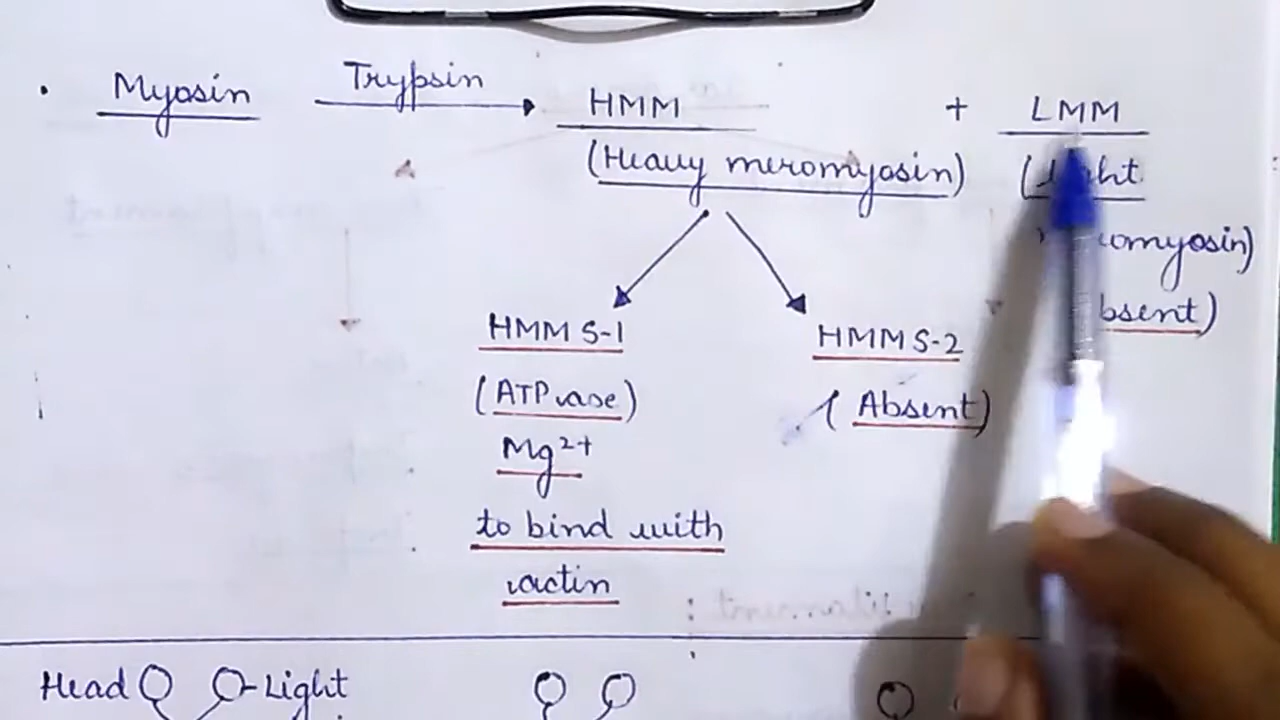 Myosin Trypsin HMM + LMM
(Heavy meromyosin)
HMM S-1 HMM S-2
(ATPase) (Absent)
Mg2+
to bind with
actin
Head Light